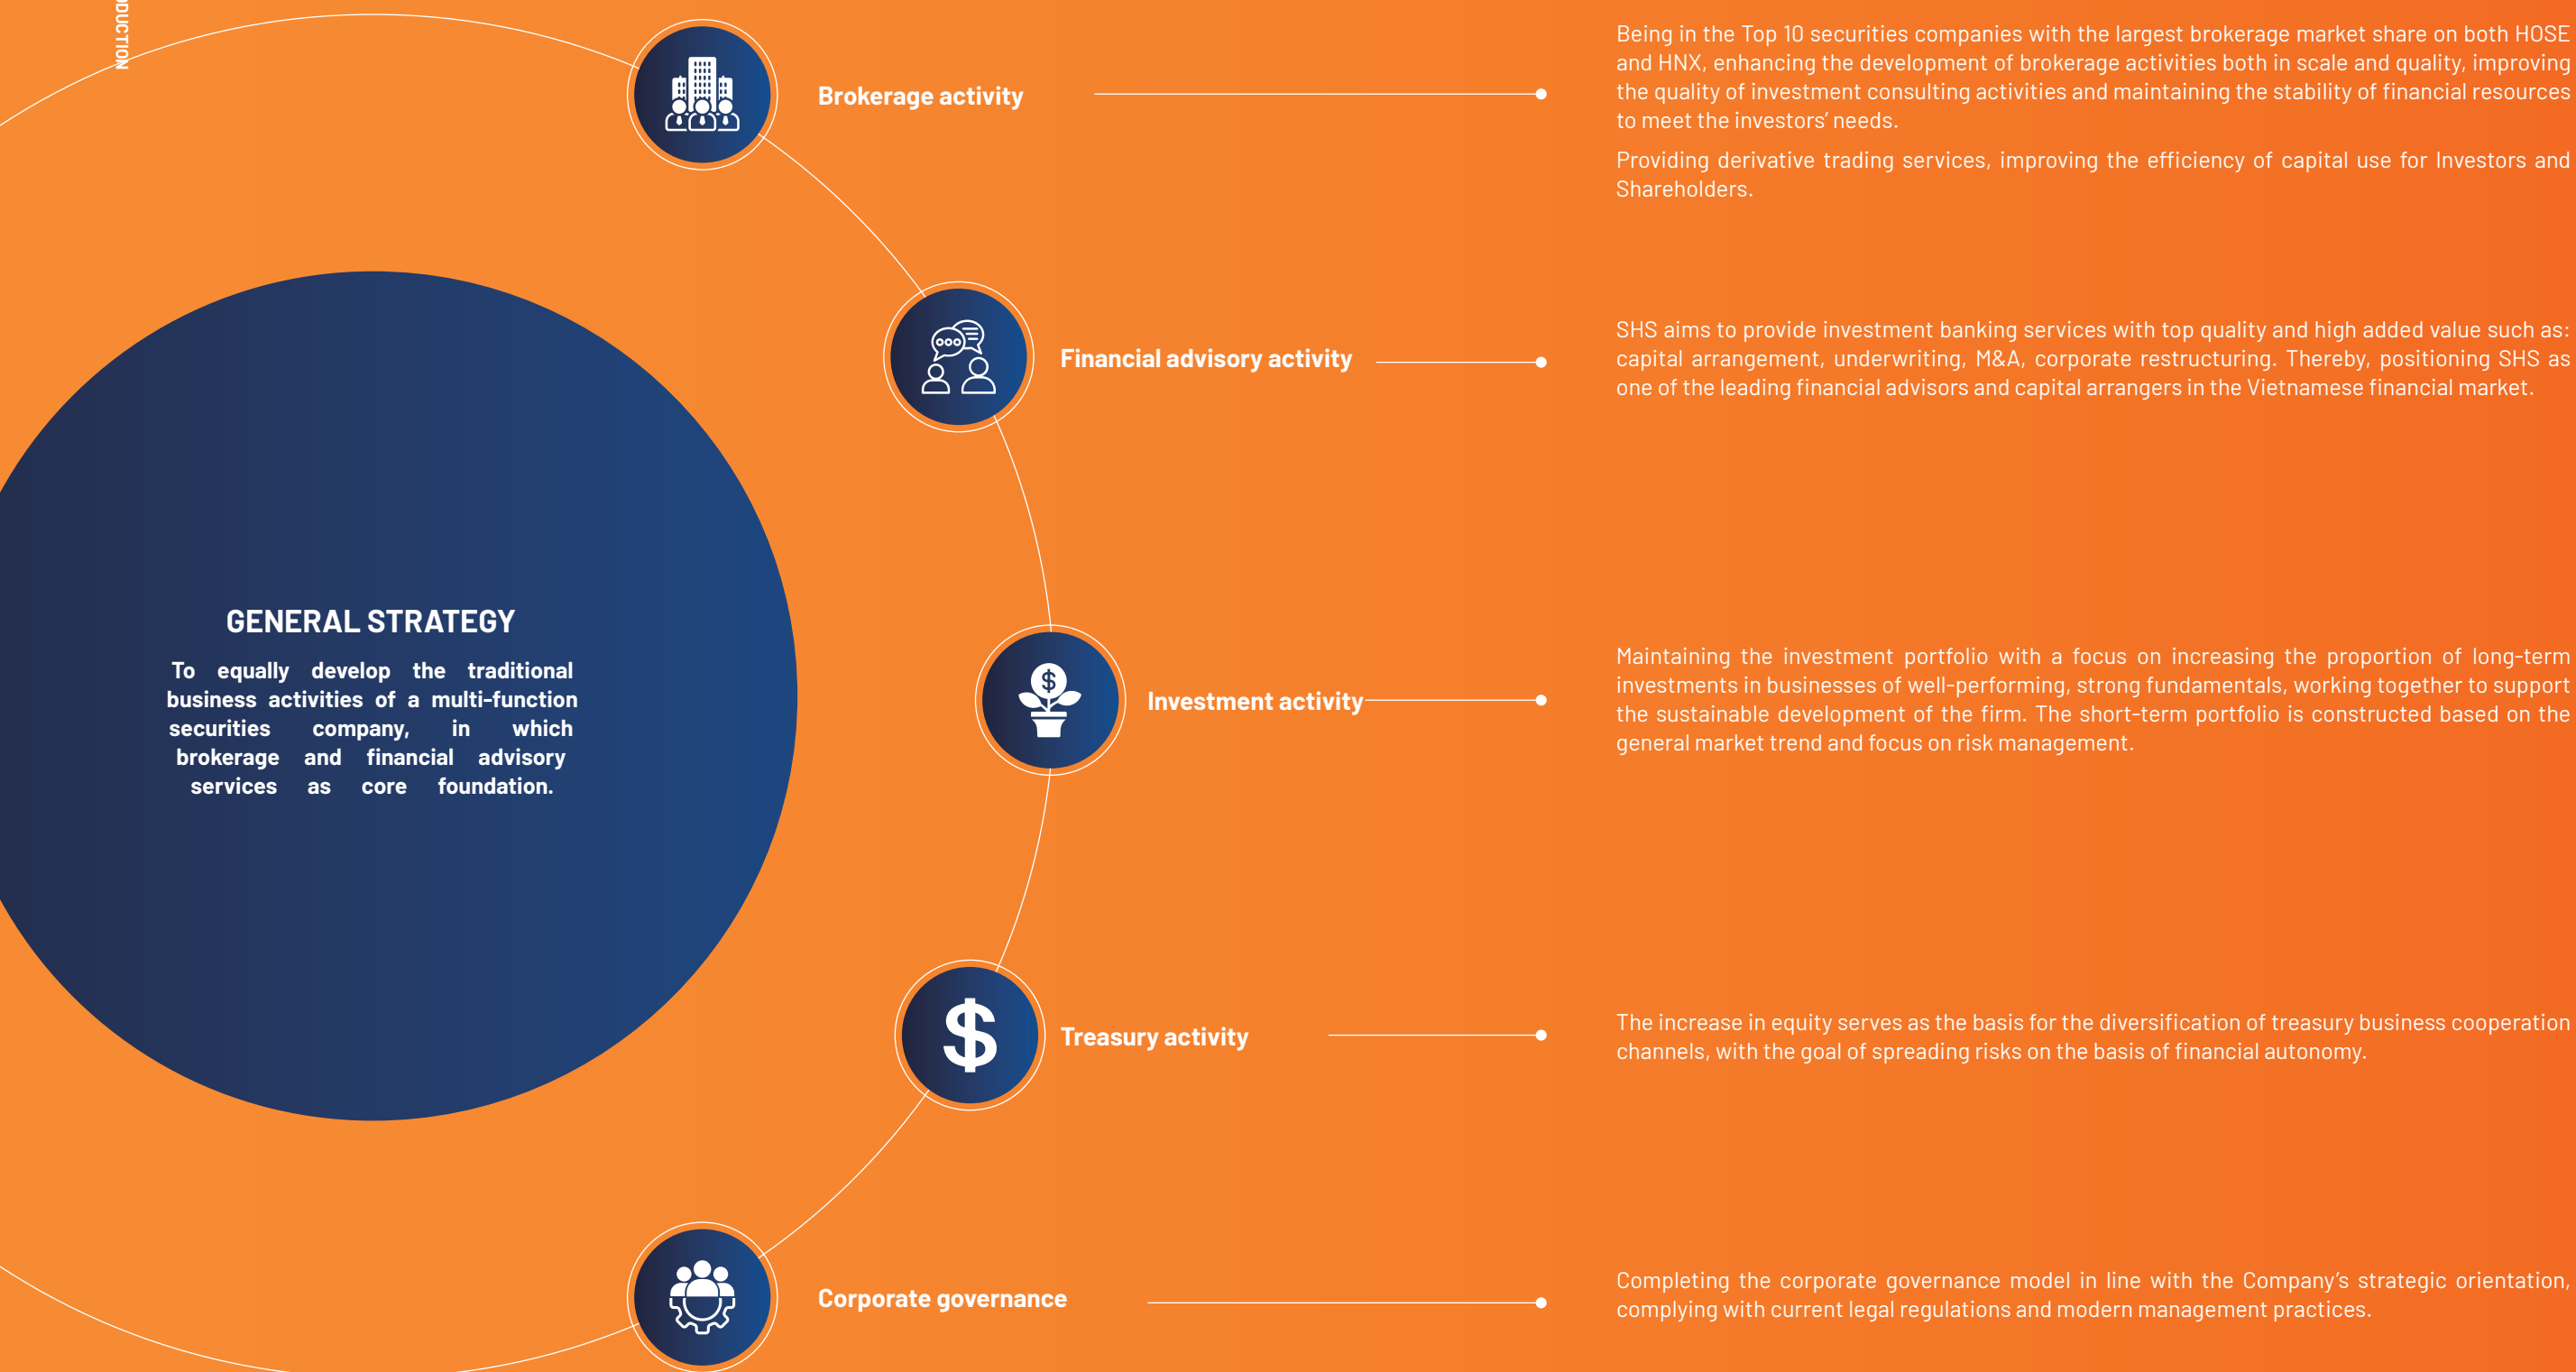 Brokerage activity
Being in the Top 10 securities companies with the largest brokerage market share on both HOSE
and HNX, enhancing the development of brokerage activities both in scale and quality, improving
the quality of investment consulting activities and maintaining the stability of financial resources
to meet the investors’ needs.
Providing derivative trading services, improving the efficiency of capital use for Investors and
Shareholders.
Financial advisory activity
SHS aims to provide investment banking services with top quality and high added value such as:
capital arrangement, underwriting, M&A, corporate restructuring. Thereby, positioning SHS as
one of the leading financial advisors and capital arrangers in the Vietnamese financial market.
GENERAL STRATEGY
To equally develop the traditional
business activities of a multi-function
securities company, in which
brokerage and financial advisory
services as core foundation.
Investment activity
Maintaining the investment portfolio with a focus on increasing the proportion of long-term
investments in businesses of well-performing, strong fundamentals, working together to support
the sustainable development of the firm. The short-term portfolio is constructed based on the
general market trend and focus on risk management.
Treasury activity
The increase in equity serves as the basis for the diversification of treasury business cooperation
channels, with the goal of spreading risks on the basis of financial autonomy.
Corporate governance
Completing the corporate governance model in line with the Company’s strategic orientation,
complying with current legal regulations and modern management practices.